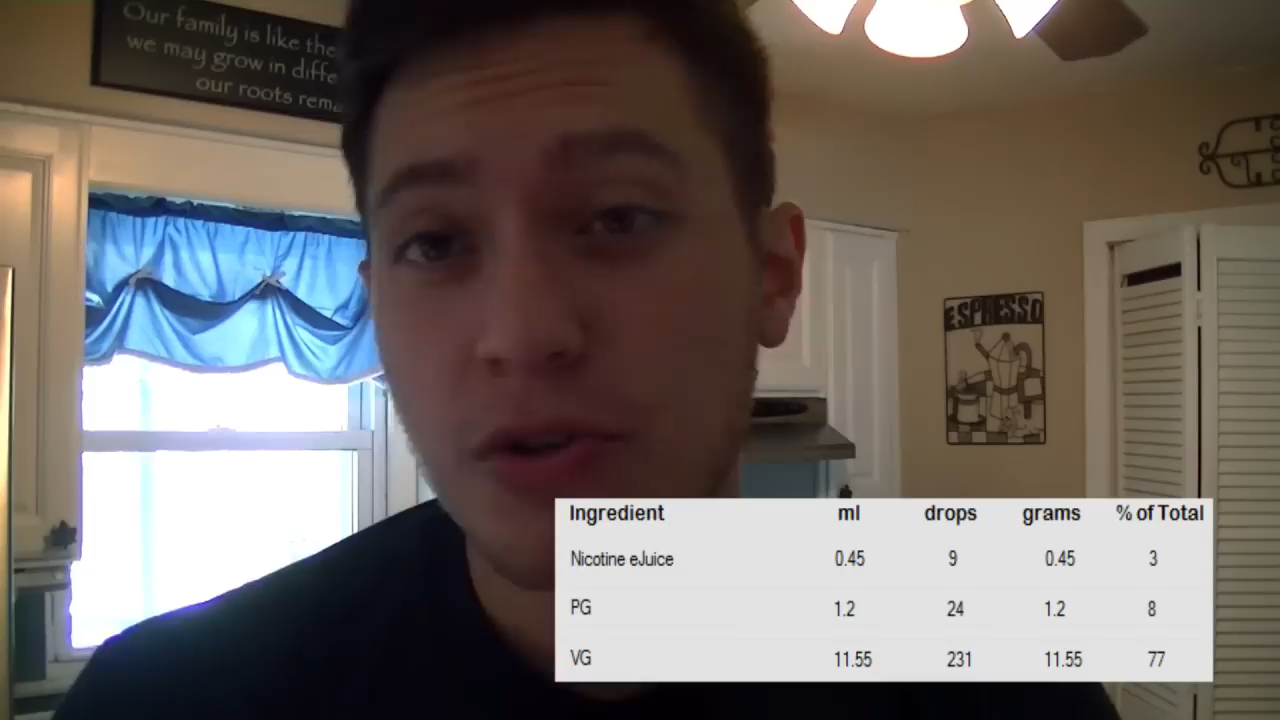 Our family is like the
we may grow in diffe
our roots rema
ESPRESSO
Ingredient ml drops grams % of Total
Nicotine eJuice 0.45 9 0.45 3
PG 1.2 24 1.2 8
VG 11.55 231 11.55 77